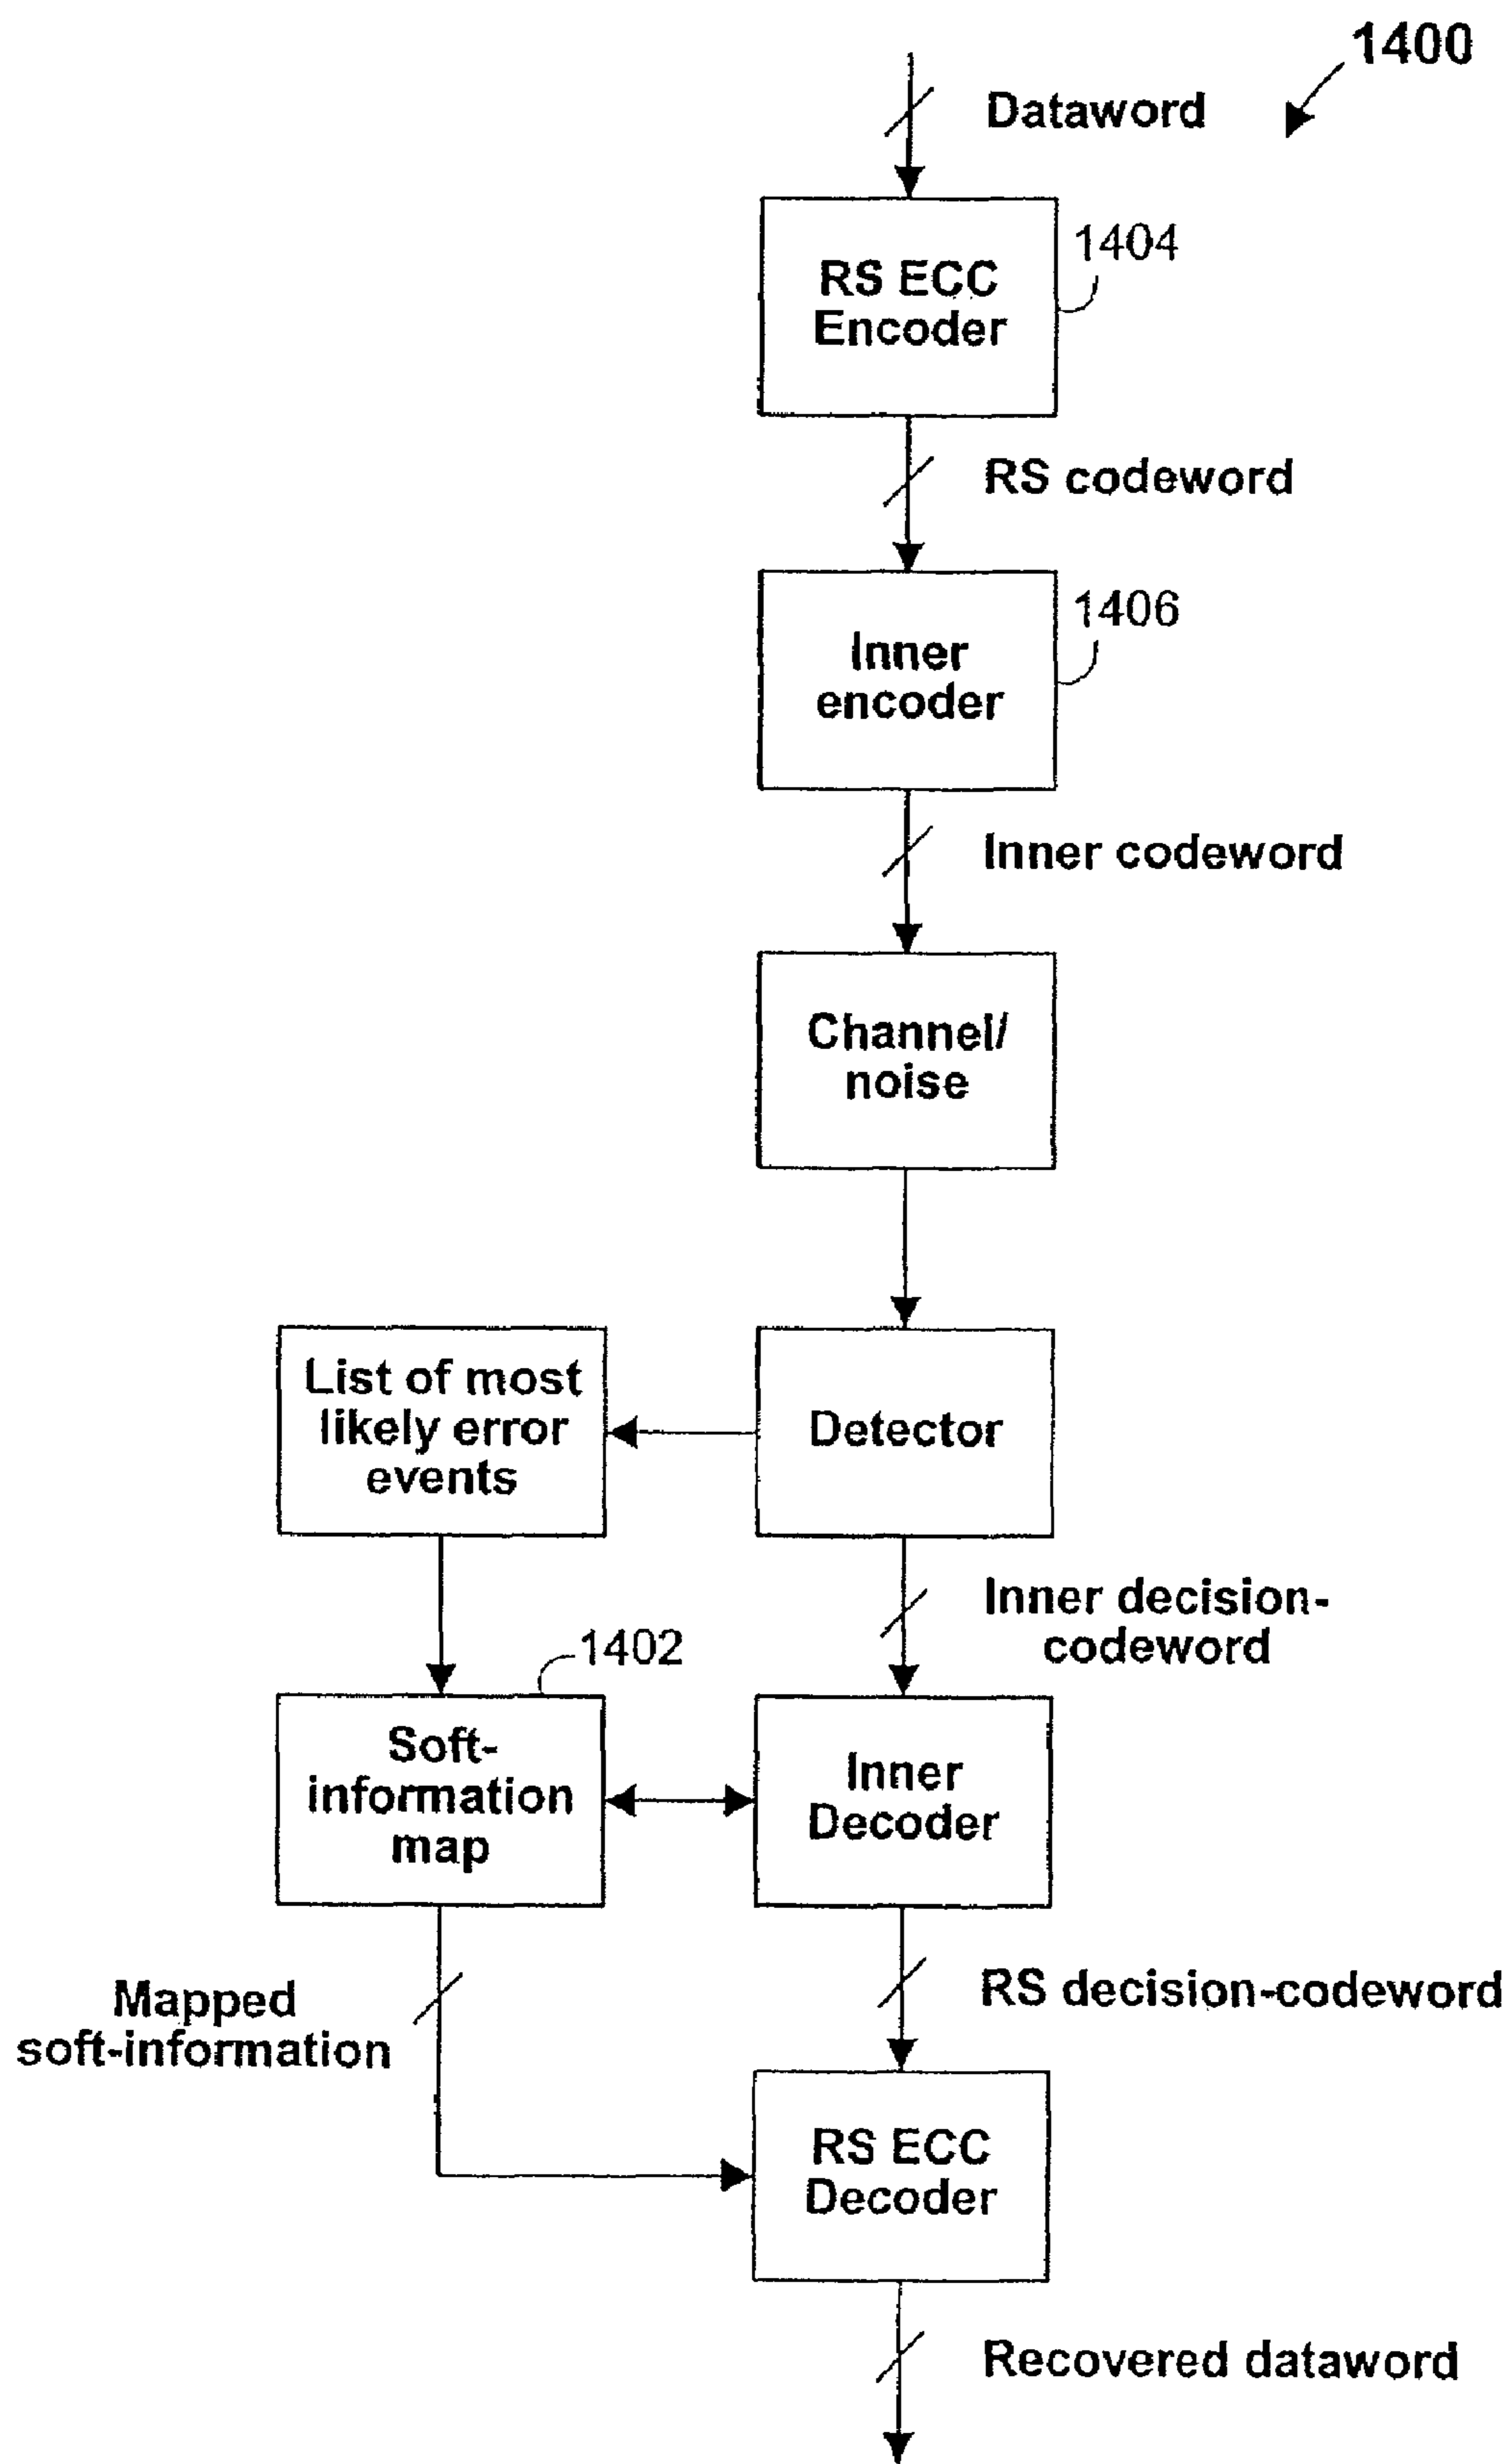 1400
Dataword
RS ECC
Encoder
1404
RS codeword
Inner
encoder
1406
Inner codeword
Channel/
noise
List of most
likely error
events
Detector
Inner decision-
codeword
1402
Soft-
information
map
Inner
Decoder
Mapped
soft-information
RS decision-codeword
RS ECC
Decoder
Recovered dataword